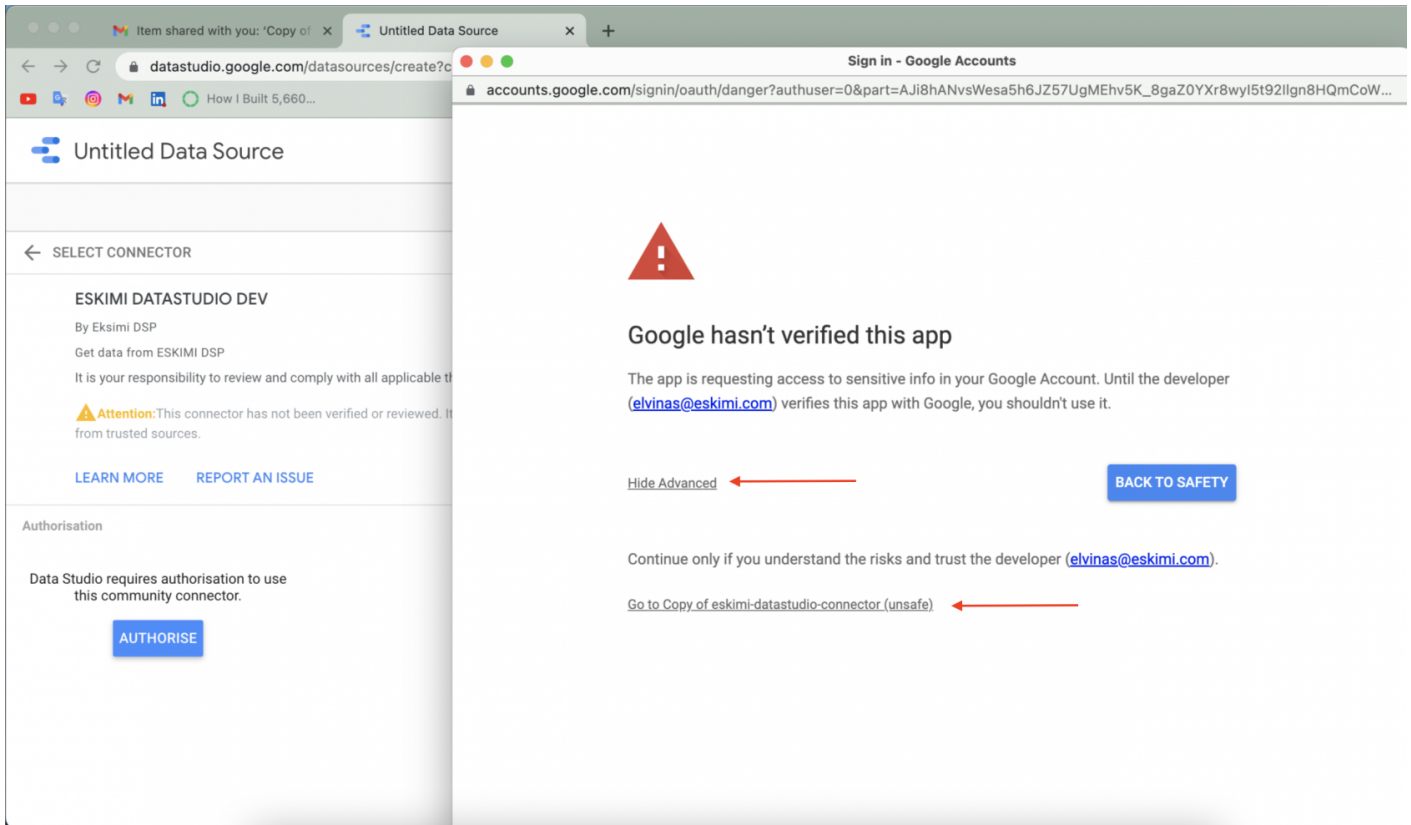 Item shared with you: 'Copy of
Untitled Data Source
datastudio.google.com/datasources/create?c
How I Built 5,660...
Untitled Data Source
SELECT CONNECTOR
ESKIMI DATASTUDIO DEV
By Eksimi DSP
Get data from ESKIMI DSP
It is your responsibility to review and comply with all applicable th
Attention:This connector has not been verified or reviewed. It
from trusted sources.
LEARN MORE REPORT AN ISSUE
Authorisation
Data Studio requires authorisation to use
this community connector.
AUTHORISE
Sign in - Google Accounts
accounts.google.com/signin/oauth/danger?authuser=0&part=AJi8hANvsWesa5h6JZ57UgMEhv5K_8gaZ0YXr8wyI5t92Ilgn8HQmCoW...
Google hasn't verified this app
The app is requesting access to sensitive info in your Google Account. Until the developer
(elvinas@eskimi.com) verifies this app with Google, you shouldn't use it.
Hide Advanced
BACK TO SAFETY
Continue only if you understand the risks and trust the developer (elvinas@eskimi.com).
Go to Copy of eskimi-datastudio-connector (unsafe)